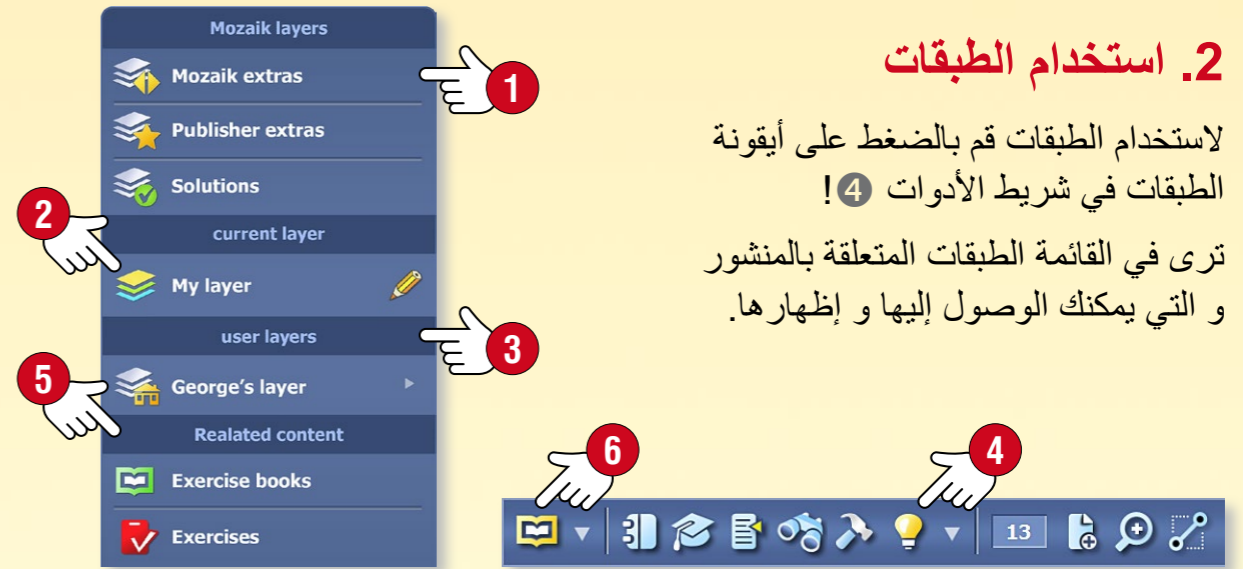 2. استخدام الطبقات
لاستخدام الطبقات قم بالضغط على أيقونة
الطبقات في شريط الأدوات ❹!
ترى في القائمة الطبقات المتعلقة بالمنشور
و التي يمكنك الوصول إليها و إظهارها.
Mozaik layers
Mozaik extras
1
Publisher extras
Solutions
2
current layer
My layer
user layers
3
5
George's layer
Realated content
Exercise books
Exercises
6
4
13